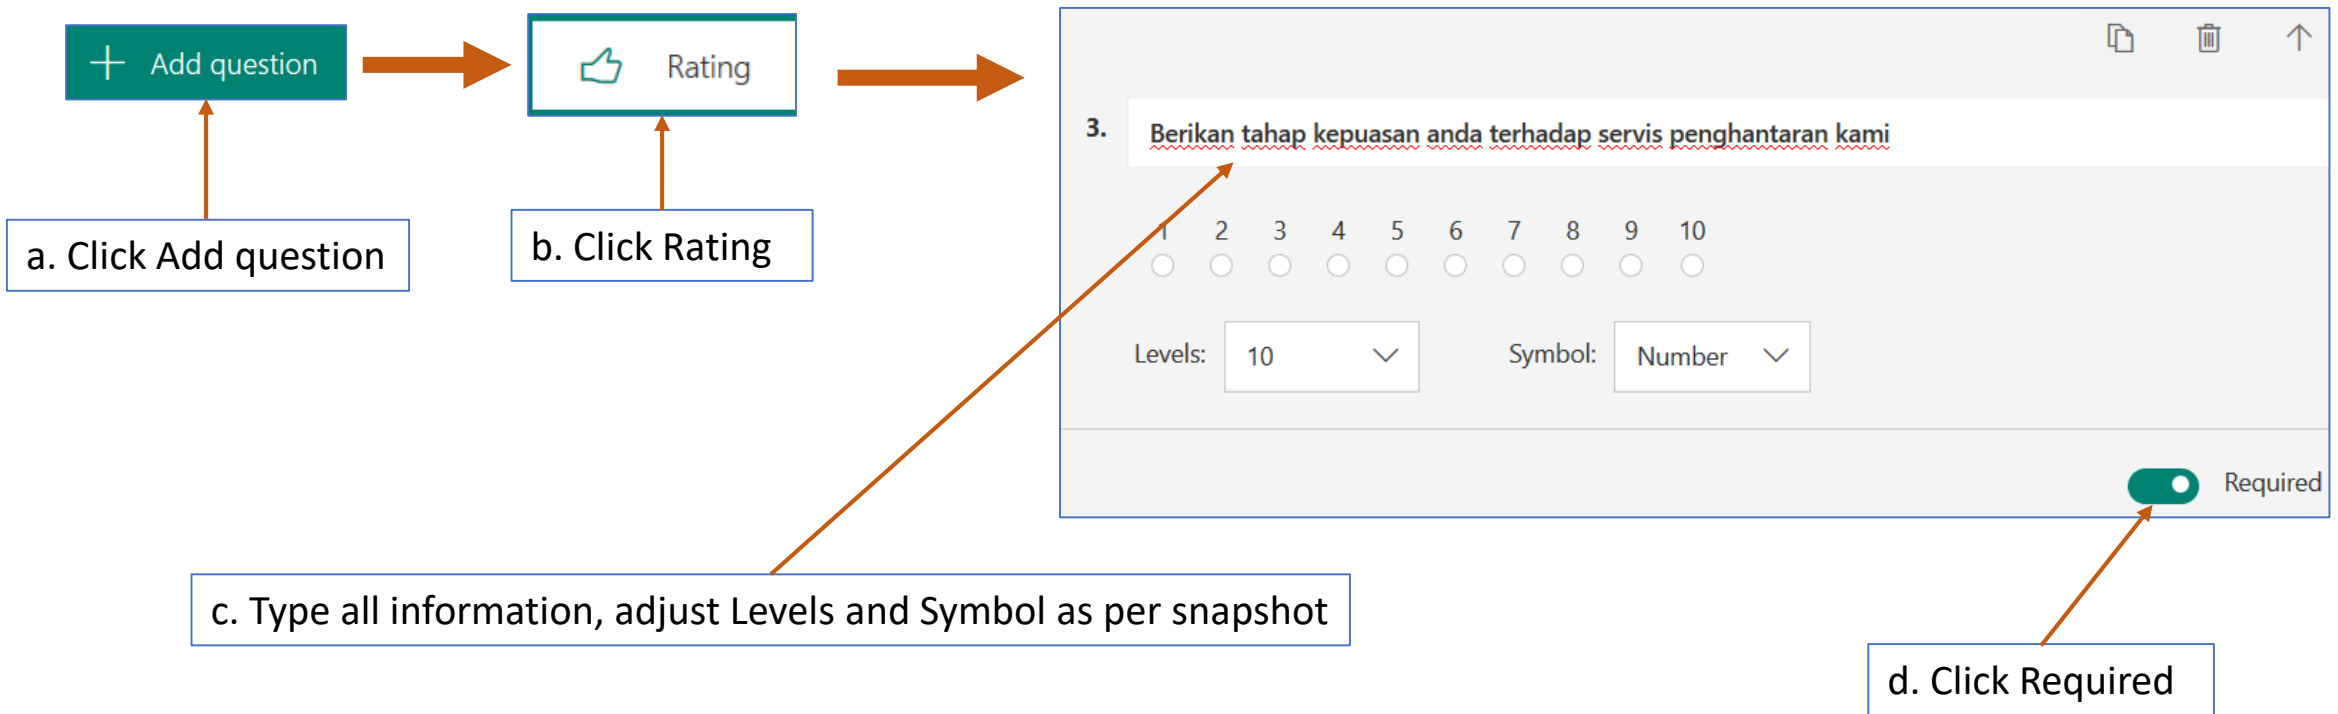 Add question
Rating
3. Berikan tahap kepuasan anda terhadap servis penghantaran kami
1 2 3 4 5 6 7 8 9 10
Levels: 10 Symbol: Number
Required
a. Click Add question
b. Click Rating
c. Type all information, adjust Levels and Symbol as per snapshot
d. Click Required